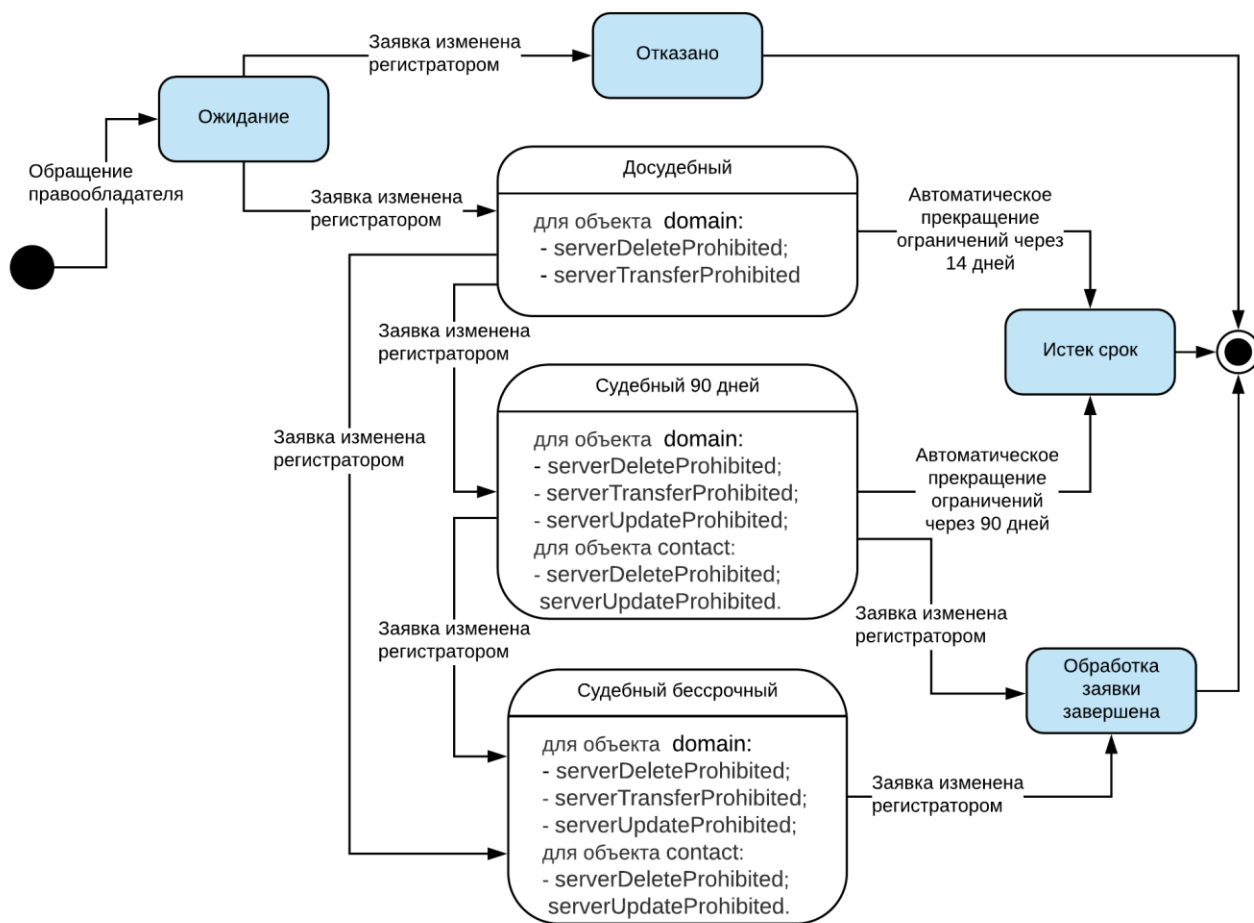 Заявка изменена
регистратором
Отказано
Ожидание
Обращение
правообладателя
Заявка изменена
регистратором
Досудебный
для объекта domain:
- serverDeleteProhibited;
- serverTransferProhibited
Автоматическое
прекращение
ограничений через
14 дней
Заявка изменена
регистратором
Истек срок
Судебный 90 дней
для объекта domain:
- serverDeleteProhibited;
- serverTransferProhibited;
- serverUpdateProhibited;
для объекта contact:
- serverDeleteProhibited;
serverUpdateProhibited.
Заявка изменена
регистратором
Автоматическое
прекращение
ограничений
через 90 дней
Заявка изменена
регистратором
Заявка изменена
регистратором
Обработка
заявки
завершена
Судебный бессрочный
для объекта domain:
- serverDeleteProhibited;
- serverTransferProhibited;
- serverUpdateProhibited;
для объекта contact:
- serverDeleteProhibited;
serverUpdateProhibited.
Заявка изменена
регистратором